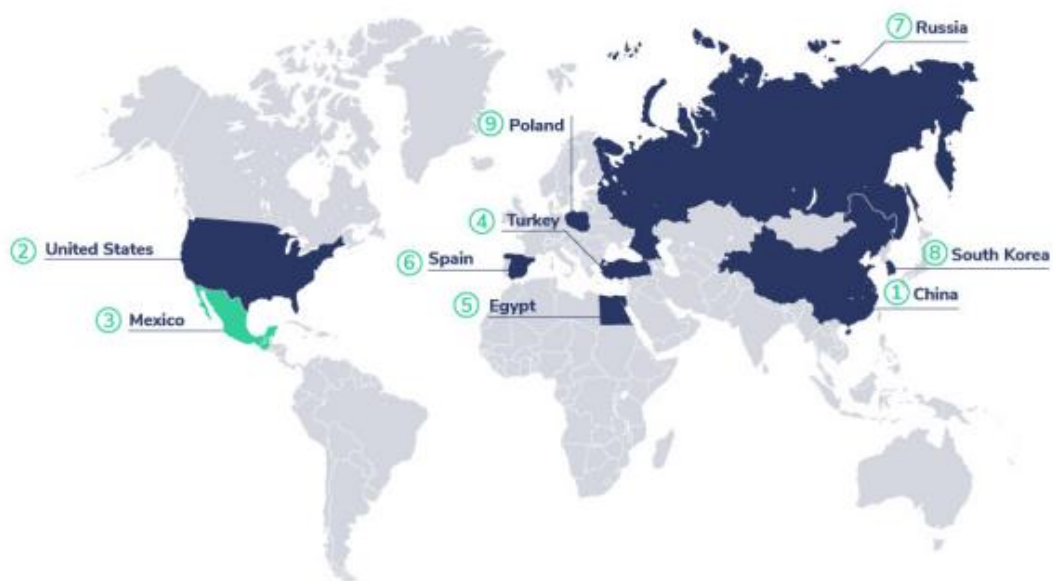 7 Russia
9 Poland
4 Turkey
2 United States
6 Spain
8 South Korea
5 Egypt
1 China
3 Mexico